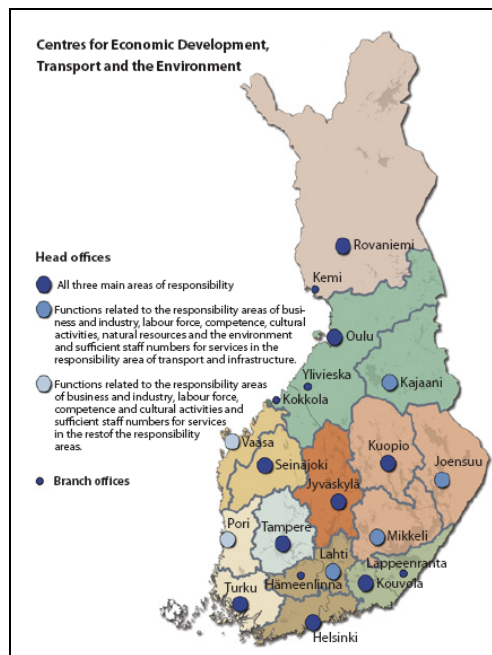 Centres for Economic Development,
Transport and the Environment
Head offices
All three main areas of responsibility
Functions related to the responsibility areas of busi-
ness and industry, labour force, competence, cultural
activities, natural resources and the environment
and sufficient staff numbers for services in the
responsibility area of transport and infrastructure.
Functions related to the responsibility areas
of business and industry, labour force,
competence and cultural activities and
sufficient staff numbers for services
in the restof the responsibility
areas.
Branch offices
Rovaniemi
Kemi
Oulu
Ylivieska
Kajaani
Kokkola
Vaasa
Seinäjoki
Kuopio
Joensuu
Jyväskylä
Pori
Tampere
Mikkeli
Lahti
Lappeenranta
Hämeenlinna
Kouvola
Turku
Helsinki